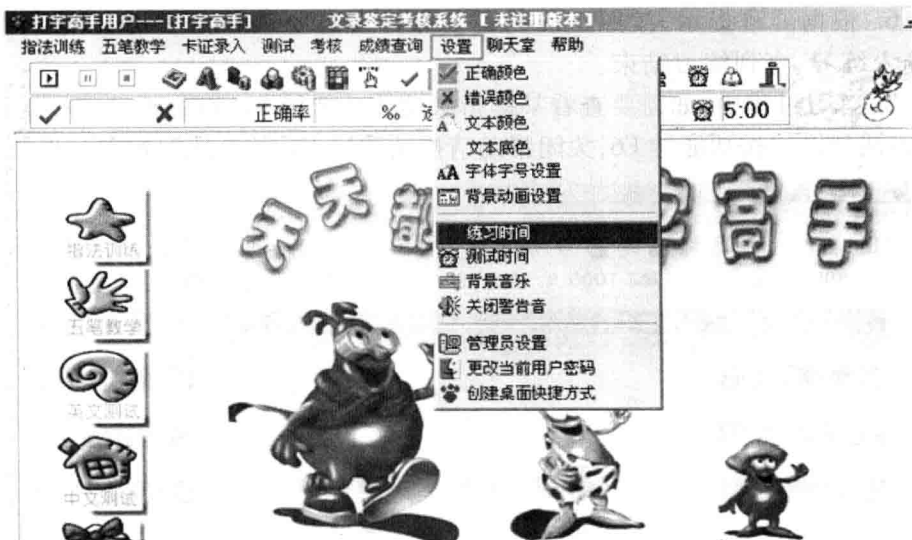 打字高手用户---[打字高手] 文录鉴定考核系统 【未注册版本】
指法训练 五笔教学 卡证录入 测试 考核 成绩查询 设置 聊天室 帮助
正确率 ‰ 5:00
正确颜色
错误颜色
文本颜色
文本底色
字体字号设置
背景动画设置
练习时间
测试时间
背景音乐
关闭警告音
管理员设置
更改当前用户密码
创建桌面快捷方式
天天都 字高手
指法训练
五笔教学
英文测试
中文测试